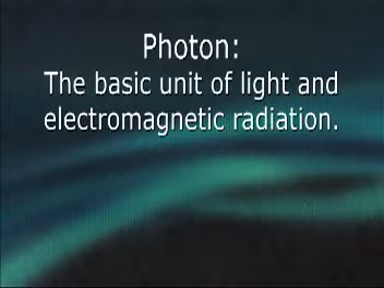 Photon:
The basic unit of light and
electromagnetic radiation.